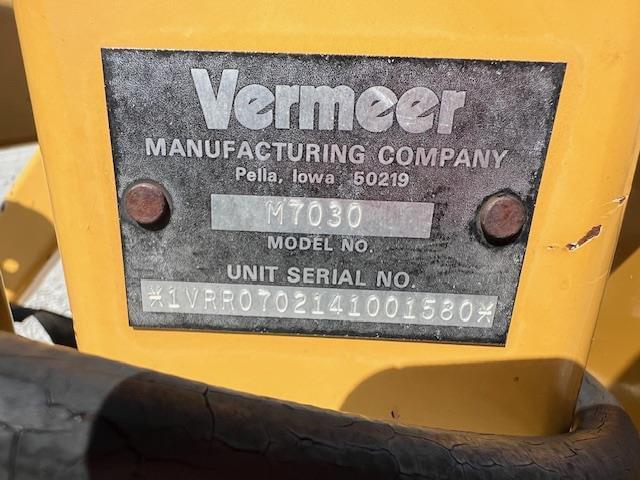 Vermeer
MANUFACTURING COMPANY
Pella, Iowa 50219
M7030
MODEL NO.
UNIT SERIAL NO.
*1VRR0702141001580*